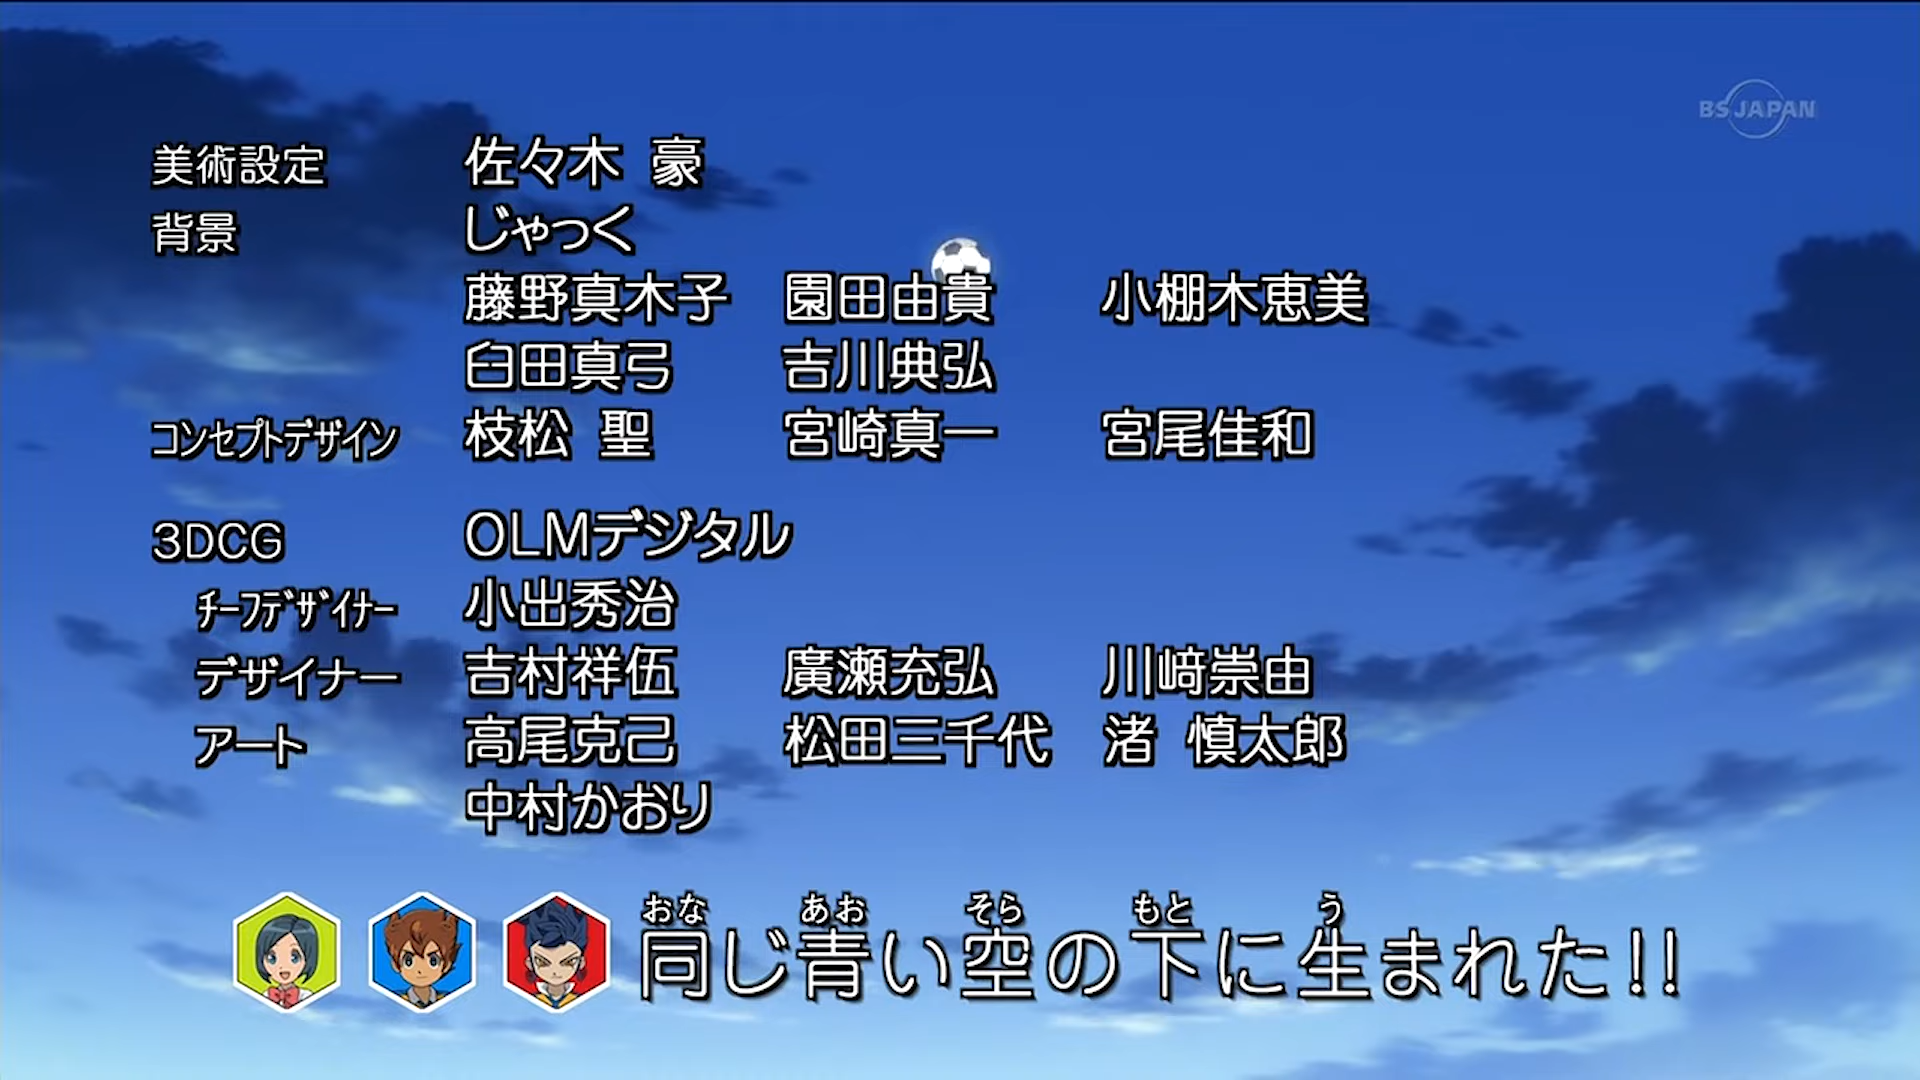 BS JAPAN
美術設定 佐々木 豪
背景 じゃっく
藤野真木子 園田由貴 小棚木恵美
臼田真弓 吉川典弘
コンセプトデザイン 枝松 聖 宮崎真一 宮尾佳和
3DCG OLMデジタル
ﾁｰﾌﾃﾞｻﾞｲﾅｰ 小出秀治
デザイナー 吉村祥伍 廣瀬充弘 川﨑崇由
アート 高尾克己 松田三千代 渚 慎太郎
中村かおり
おな あお そら もと う
同じ青い空の下に生まれた!!